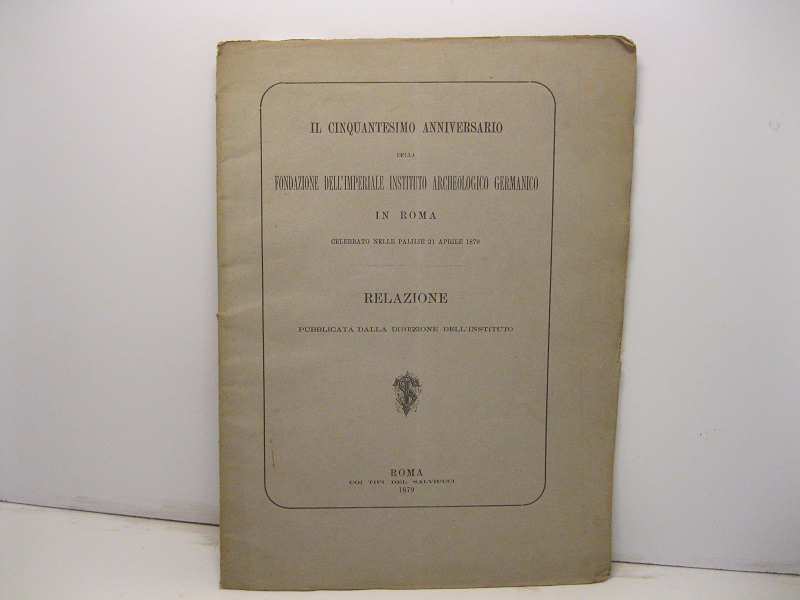 IL CINQUANTESIMO ANNIVERSARIO
DELLA
FONDAZIONE DELL'IMPERIALE INSTITUTO ARCHEOLOGICO GERMANICO
IN ROMA
CELEBRATO NELLE PALILIE 21 APRILE 1879
RELAZIONE
PUBBLICATA DALLA DIREZIONE DELL'INSTITUTO
ROMA
COI TIPI DEL SALVIUCCI
1879